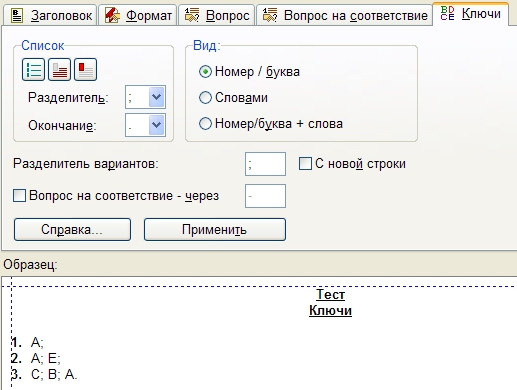 Заголовок Формат Вопрос Вопрос на соответствие Ключи
Список
Разделитель: ;
Окончание: .
Вид:
Номер / буква
Словами
Номер/буква + слова
Разделитель вариантов: ; С новой строки
Вопрос на соответствие - через -
Справка... Применить
Образец:
Тест
Ключи
1. A;
2. A; E;
3. C; B; A.